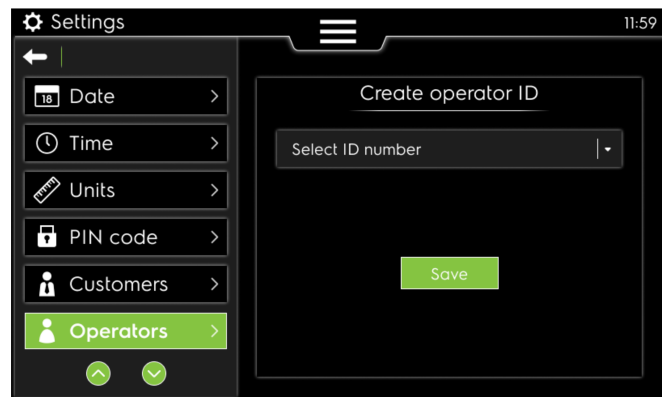 Settings
11:59
18 Date
Time
Units
PIN code
Customers
Operators
Create operator ID
Select ID number
Save